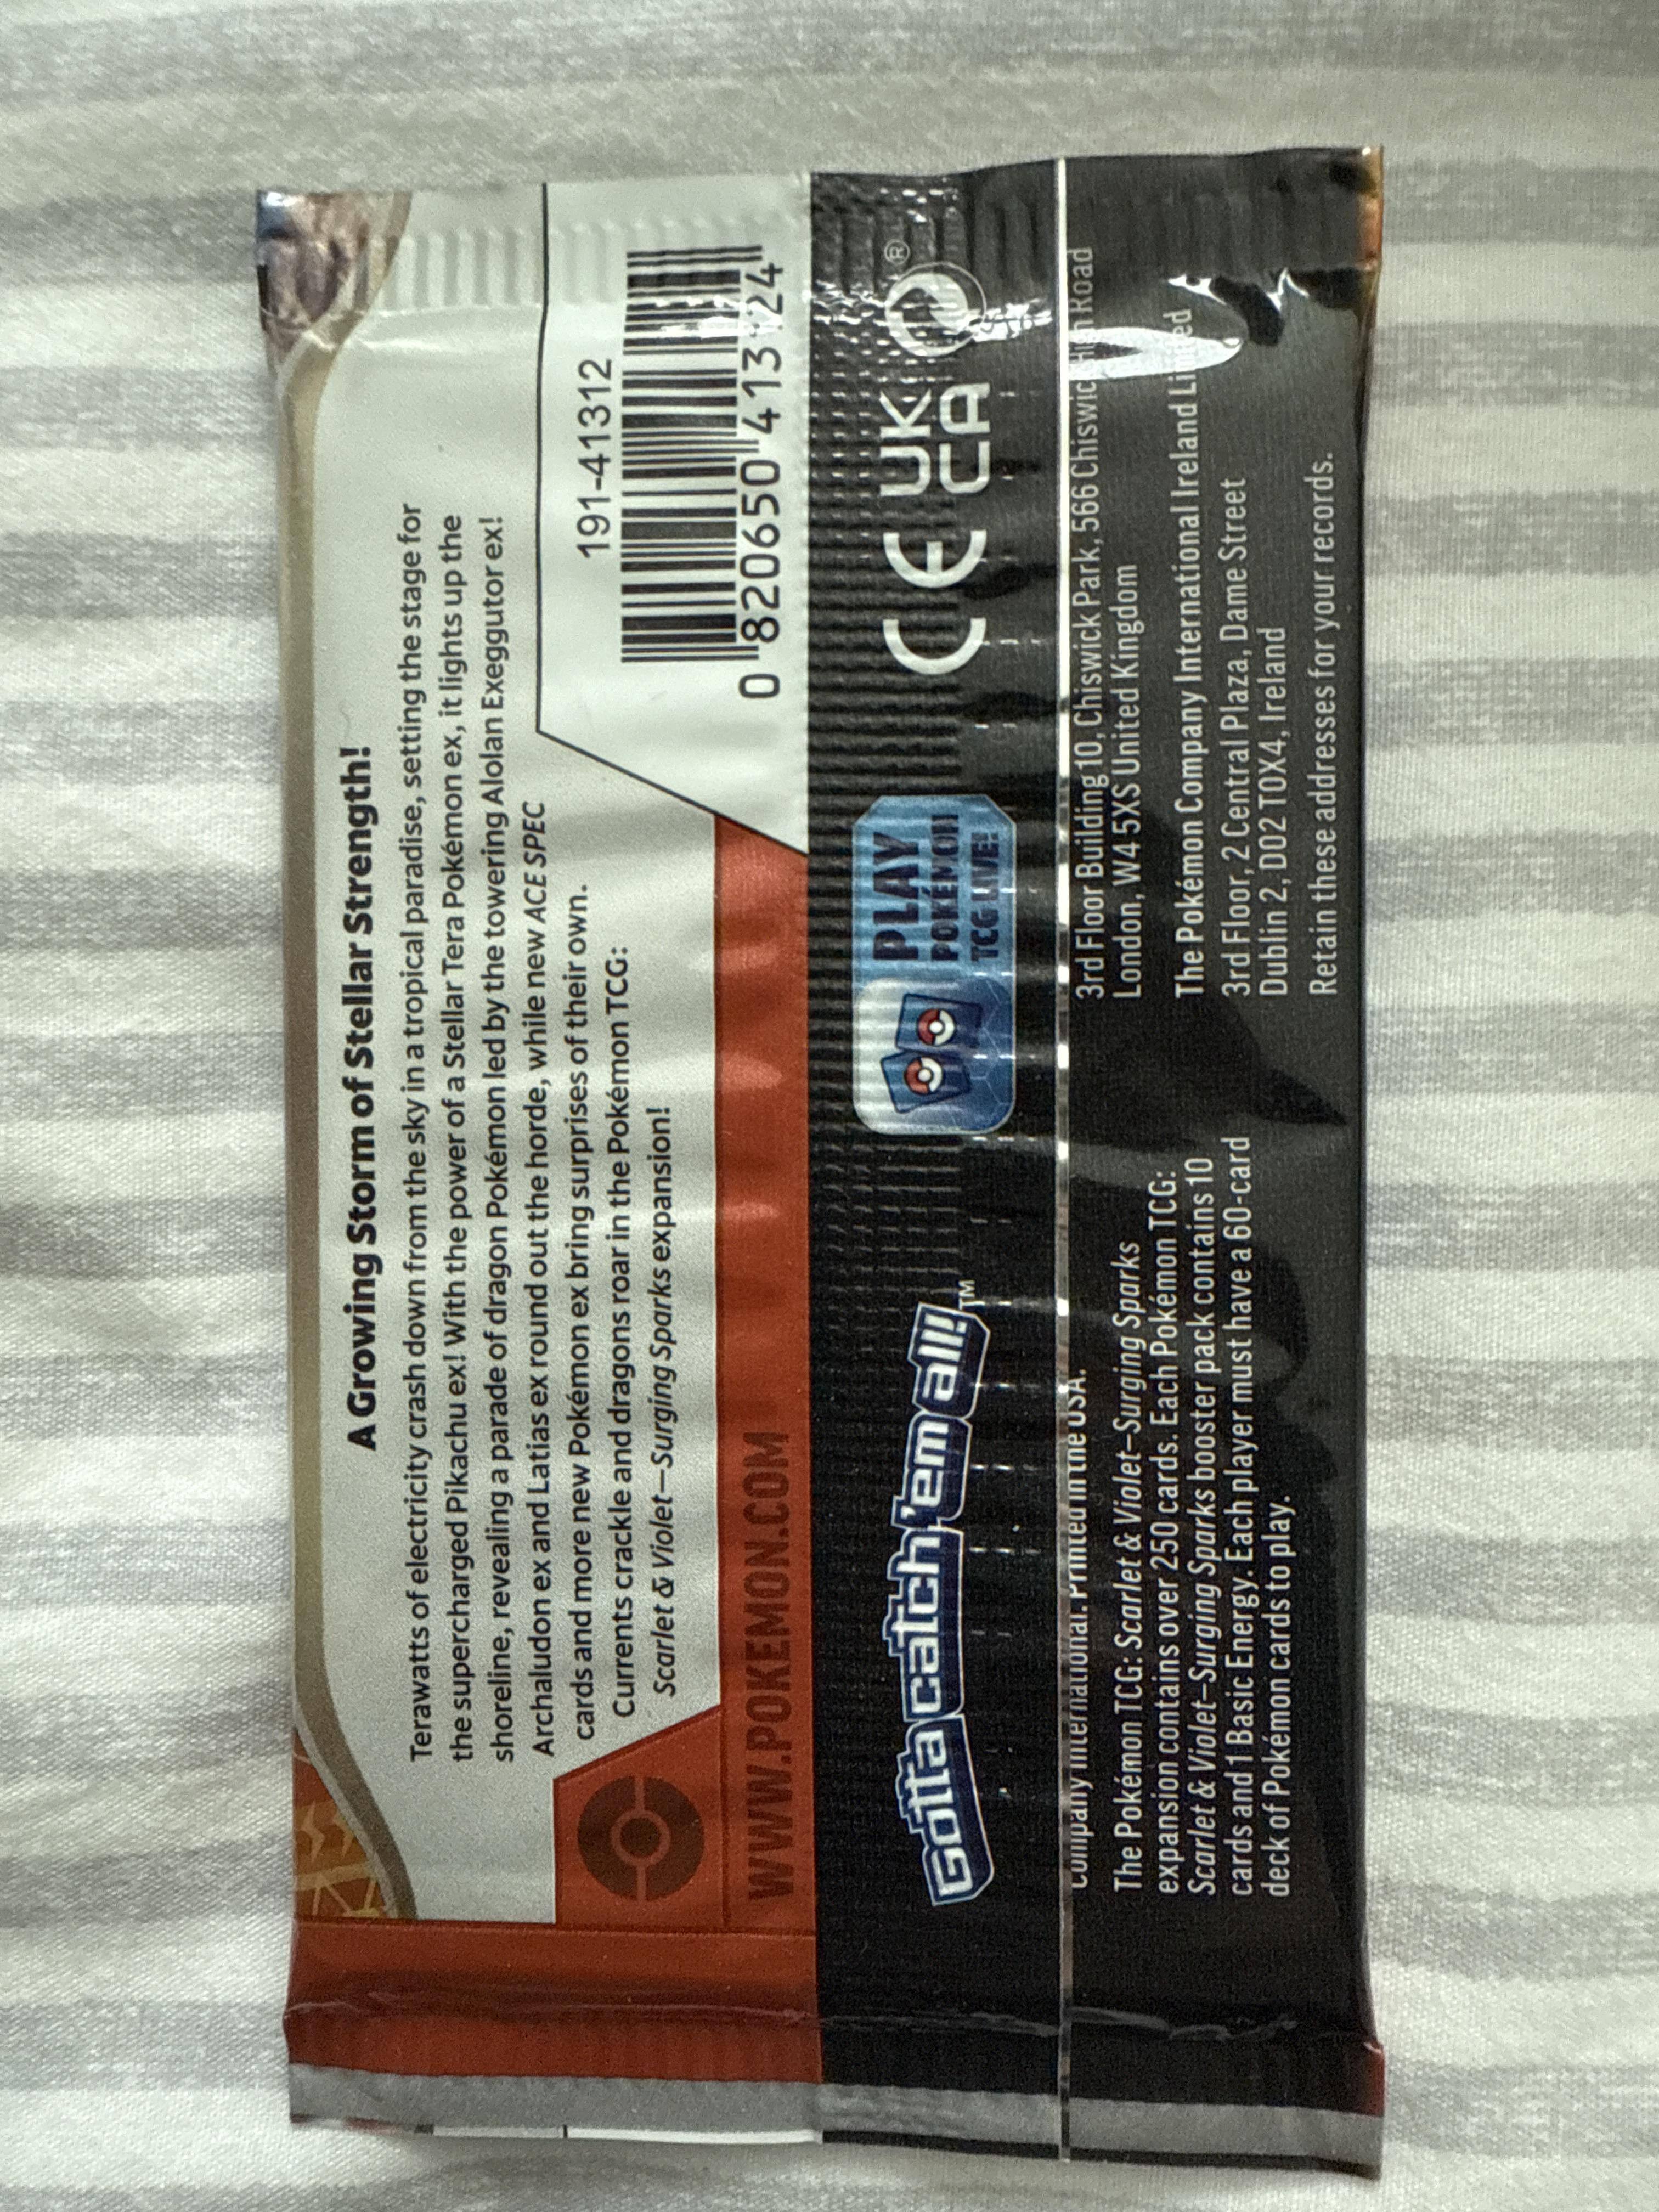 A Growing Storm of Stellar Strength!
Terawatts of electricity crash down from the sky in a tropical paradise, setting the stage for
the supercharged Pikachu ex! With the power of a Stellar Tera Pokémon ex, it lights up the
shoreline, revealing a parade of dragon Pokémon led by the towering Alolan Exeggutor ex!
Archaludon ex and Latias ex round out the horde, while new ACE SPEC
cards and more new Pokémon ex bring surprises of their own.
Currents crackle and dragons roar in the Pokémon TCG:
Scarlet & Violet—Surging Sparks expansion!
191-41312
0 820650 413 24
WWW.POKEMON.COM
Gotta catch 'em all!™
PLAY
POKÉMON
TCG LIVE!
CE UK
CA
®
Company International. Printed in the USA.
The Pokémon TCG: Scarlet & Violet—Surging Sparks
expansion contains over 250 cards. Each Pokémon TCG:
Scarlet & Violet—Surging Sparks booster pack contains 10
cards and 1 Basic Energy. Each player must have a 60-card
deck of Pokémon cards to play.
3rd Floor Building 10, Chiswick Park, 566 Chiswick High Road
London, W4 5XS United Kingdom
The Pokémon Company International Ireland Limited
3rd Floor, 2 Central Plaza, Dame Street
Dublin 2, D02 T0X4, Ireland
Retain these addresses for your records.